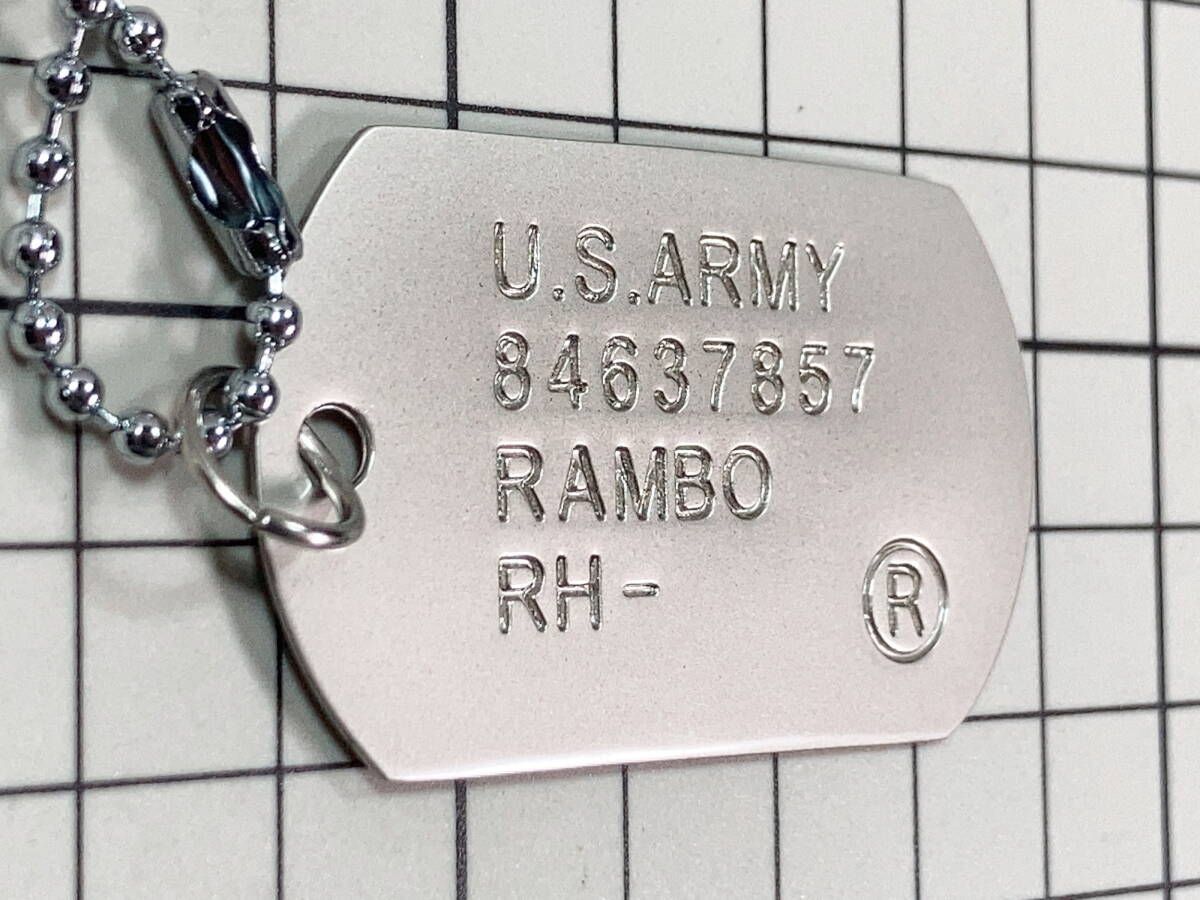 U.S.ARMY
84637857
RAMBO
RH- ®